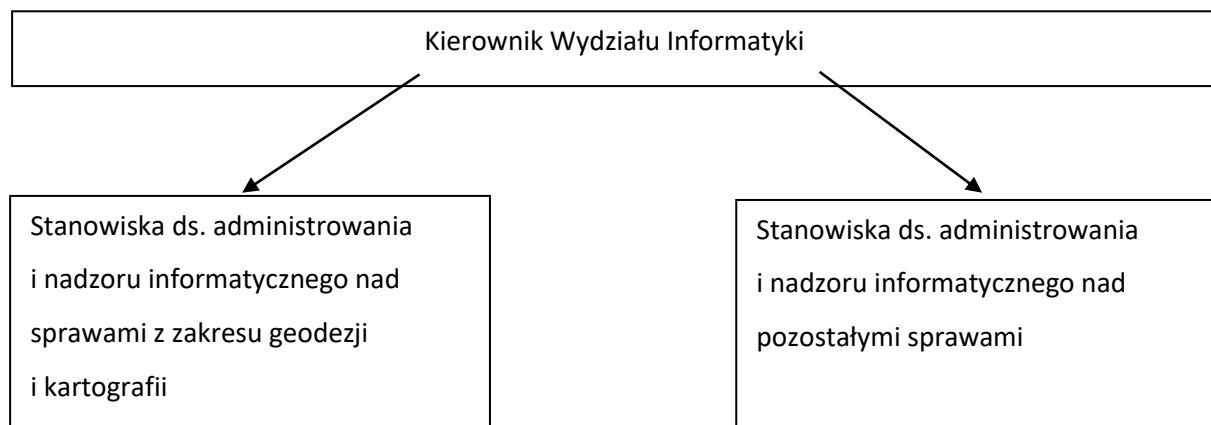 Kierownik Wydziału Informatyki
Stanowiska ds. administrowania
i nadzoru informatycznego nad
sprawami z zakresu geodezji
i kartografii
Stanowiska ds. administrowania
i nadzoru informatycznego nad
pozostałymi sprawami